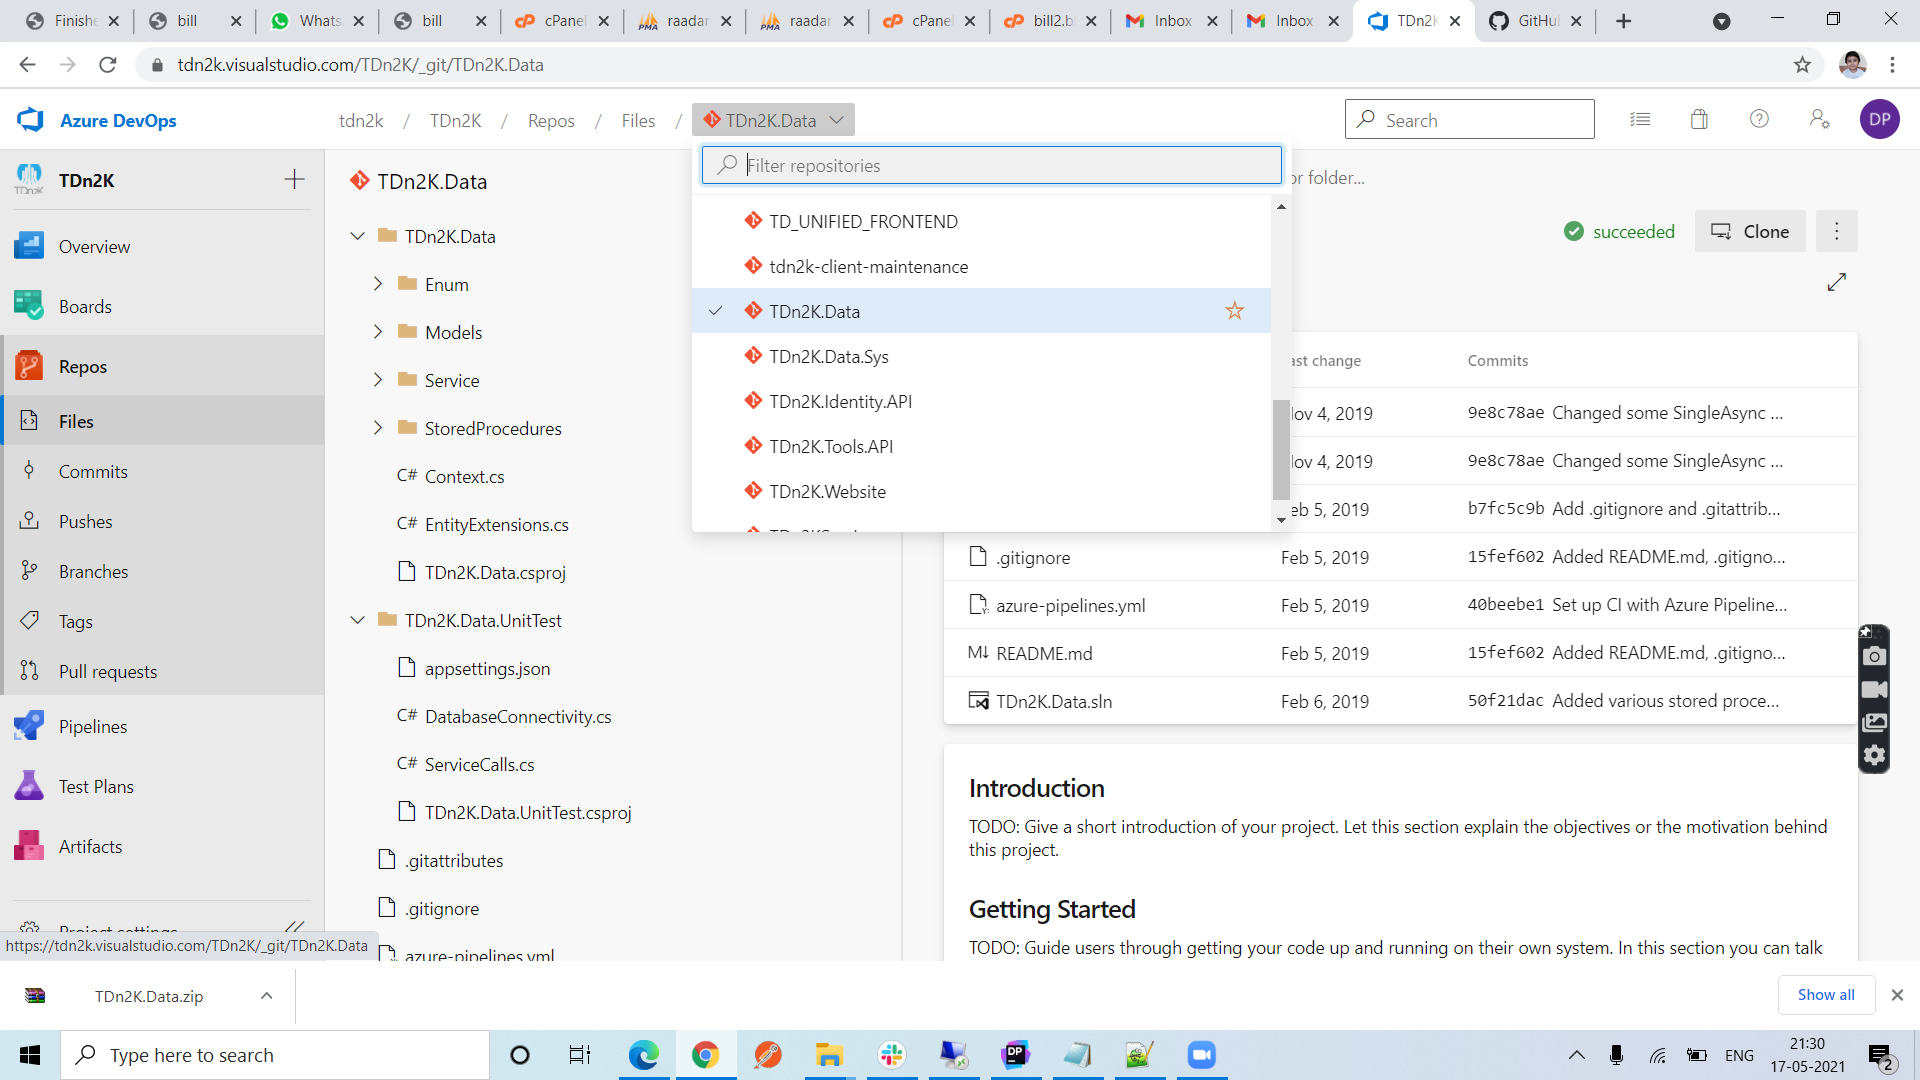 Finishe
bill
Whats
bill
cPanel
raadar
raadar
cPanel
bill2.b
Inbox
Inbox
TDn2K
GitHub
tdn2k.visualstudio.com/TDn2K/_git/TDn2K.Data
Azure DevOps
tdn2k / TDn2K / Repos / Files / TDn2K.Data
Search
DP
TDn2K
TDn2K
Overview
Boards
Repos
Files
Commits
Pushes
Branches
Tags
Pull requests
Pipelines
Test Plans
Artifacts
Project settings
https://tdn2k.visualstudio.com/TDn2K/_git/TDn2K.Data
TDn2K.Data
TDn2K.Data
Enum
Models
Service
StoredProcedures
C# Context.cs
C# EntityExtensions.cs
TDn2K.Data.csproj
TDn2K.Data.UnitTest
appsettings.json
C# DatabaseConnectivity.cs
C# ServiceCalls.cs
TDn2K.Data.UnitTest.csproj
.gitattributes
.gitignore
azure-pipelines.yml
Filter repositories
TD_UNIFIED_FRONTEND
tdn2k-client-maintenance
TDn2K.Data
TDn2K.Data.Sys
TDn2K.Identity.API
TDn2K.Tools.API
TDn2K.Website
or folder...
succeeded
Clone
ast change Commits
Nov 4, 2019 9e8c78ae Changed some SingleAsync ...
Nov 4, 2019 9e8c78ae Changed some SingleAsync ...
eb 5, 2019 b7fc5c9b Add .gitignore and .gitattrib...
.gitignore Feb 5, 2019 15fef602 Added README.md, .gitigno...
azure-pipelines.yml Feb 5, 2019 40beebe1 Set up CI with Azure Pipeline...
M↓ README.md Feb 5, 2019 15fef602 Added README.md, .gitigno...
TDn2K.Data.sln Feb 6, 2019 50f21dac Added various stored proce...
Introduction
TODO: Give a short introduction of your project. Let this section explain the objectives or the motivation behind
this project.
Getting Started
TODO: Guide users through getting your code up and running on their own system. In this section you can talk
TDn2K.Data.zip
Show all
Type here to search
DP
ENG
21:30
17-05-2021
2